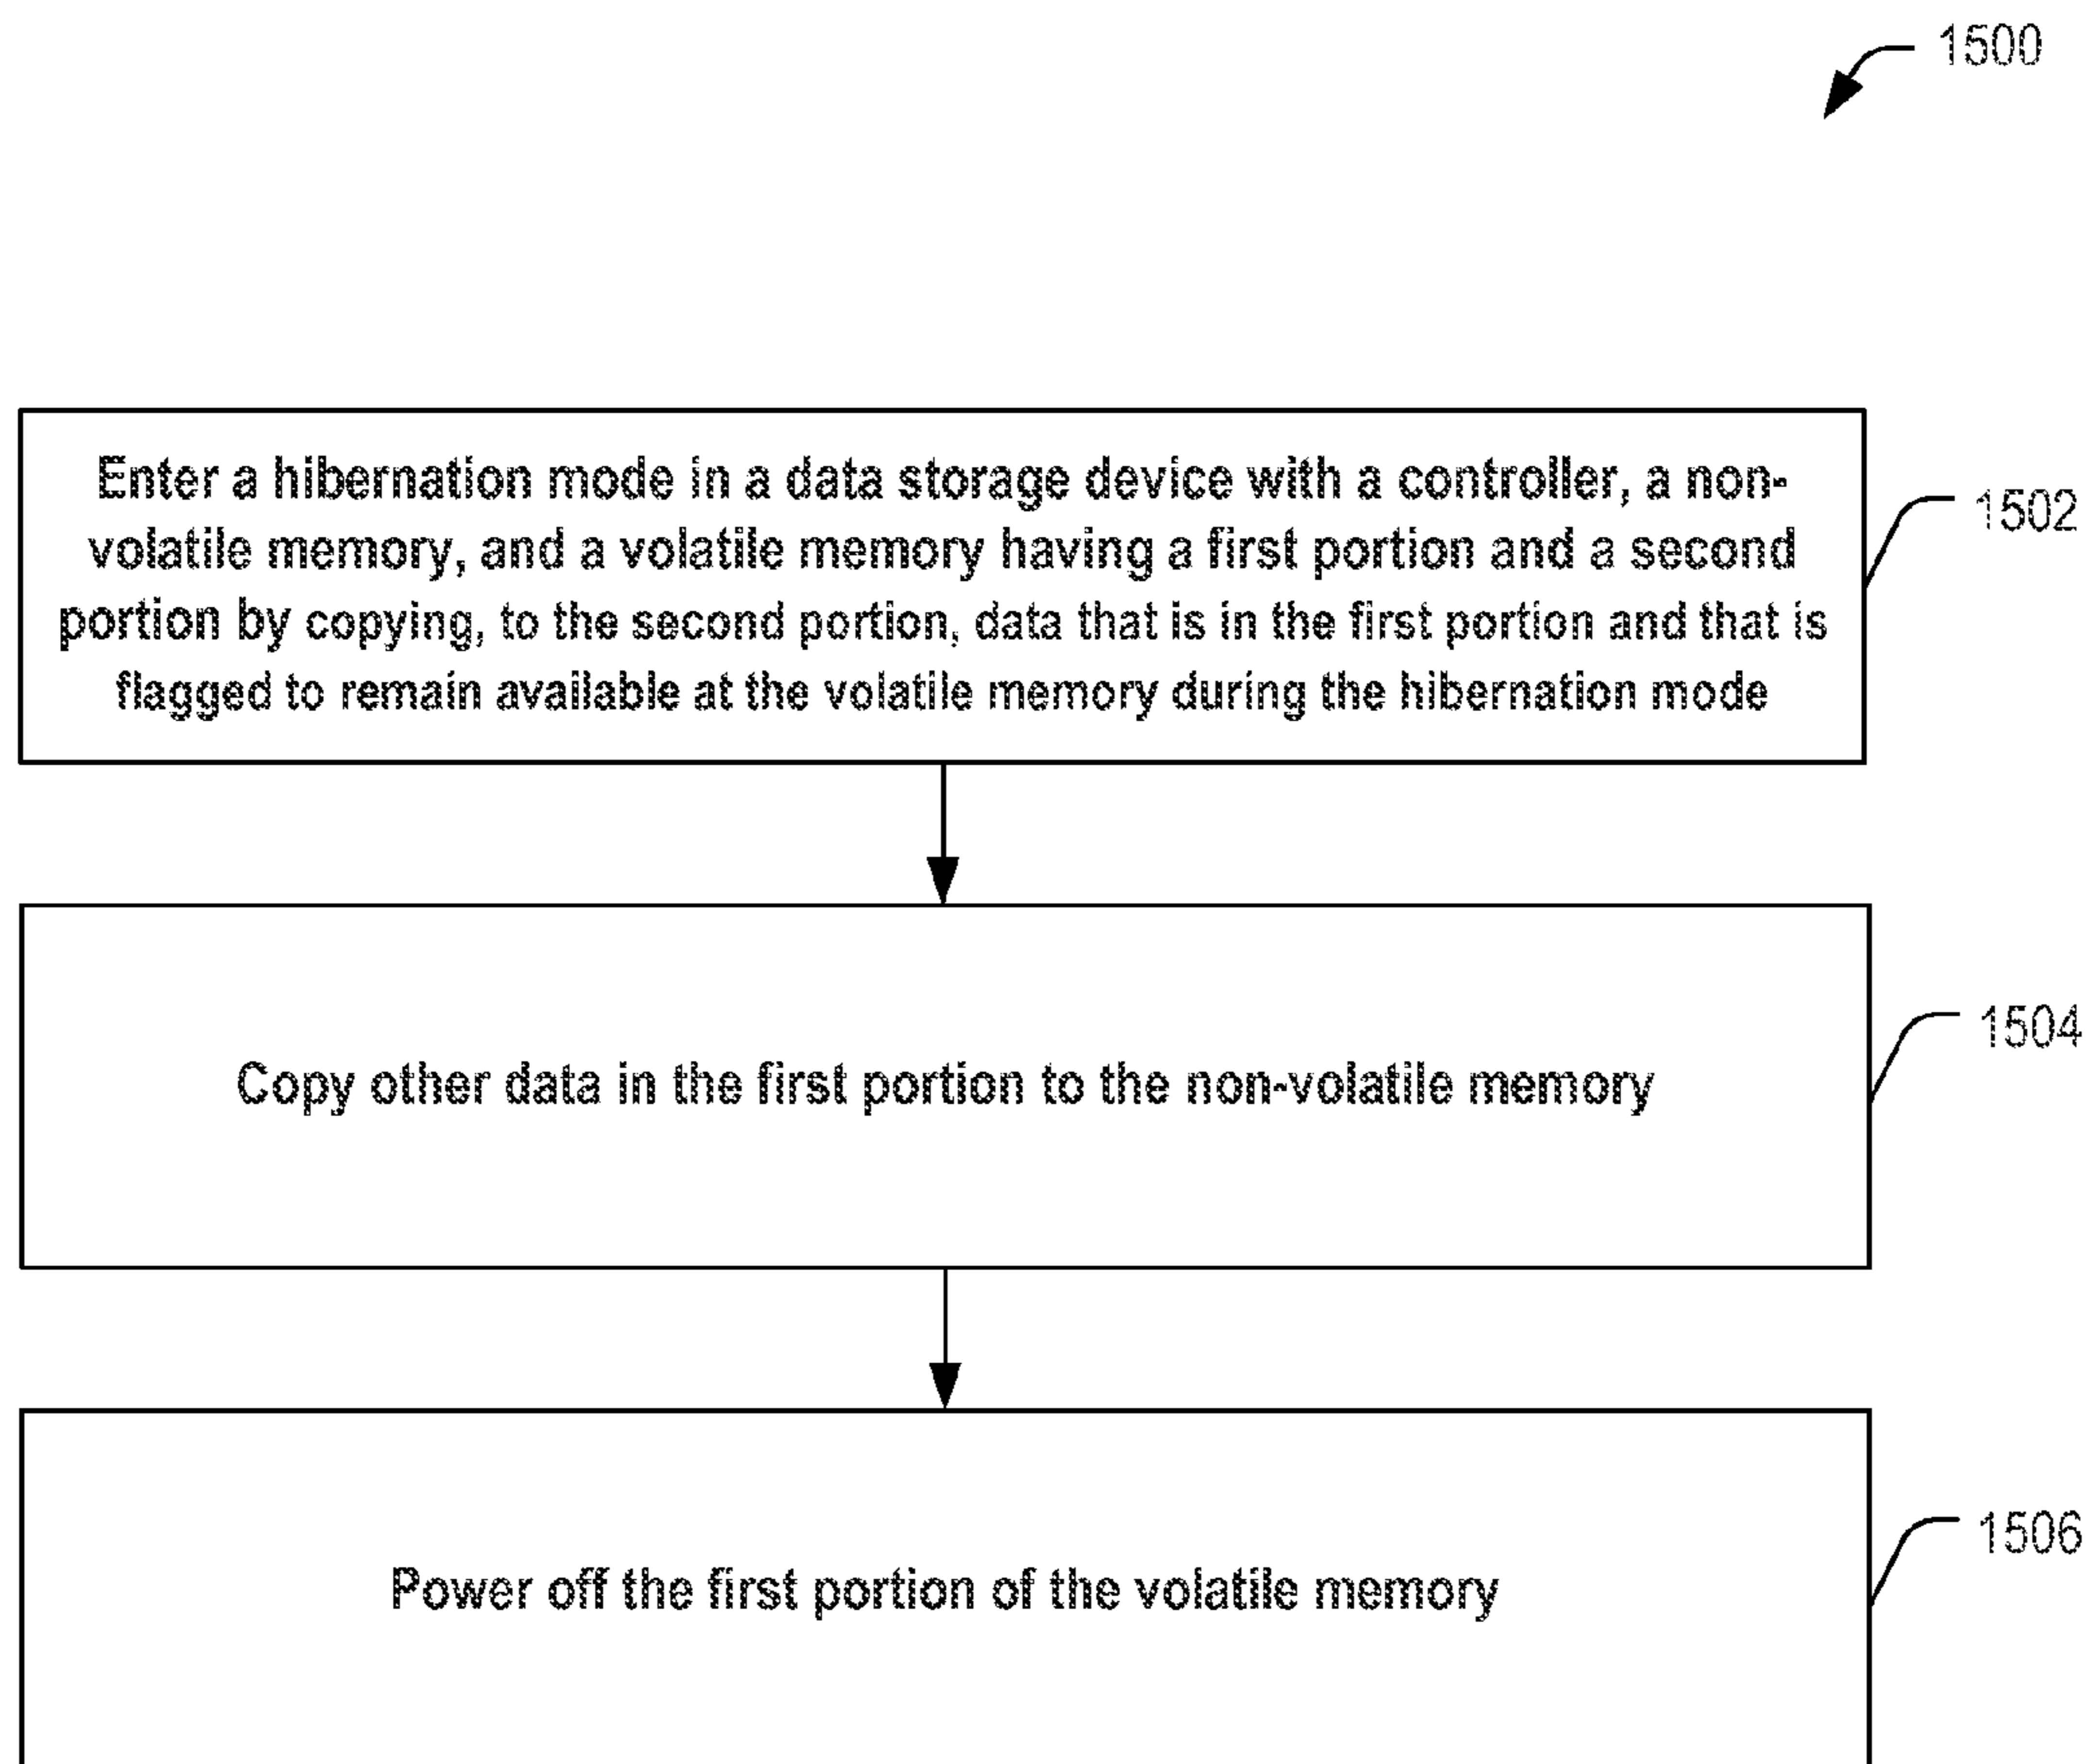 1500
Enter a hibernation mode in a data storage device with a controller, a non-
volatile memory, and a volatile memory having a first portion and a second
portion by copying, to the second portion, data that is in the first portion and that is
flagged to remain available at the volatile memory during the hibernation mode
1502
Copy other data in the first portion to the non-volatile memory
1504
Power off the first portion of the volatile memory
1506